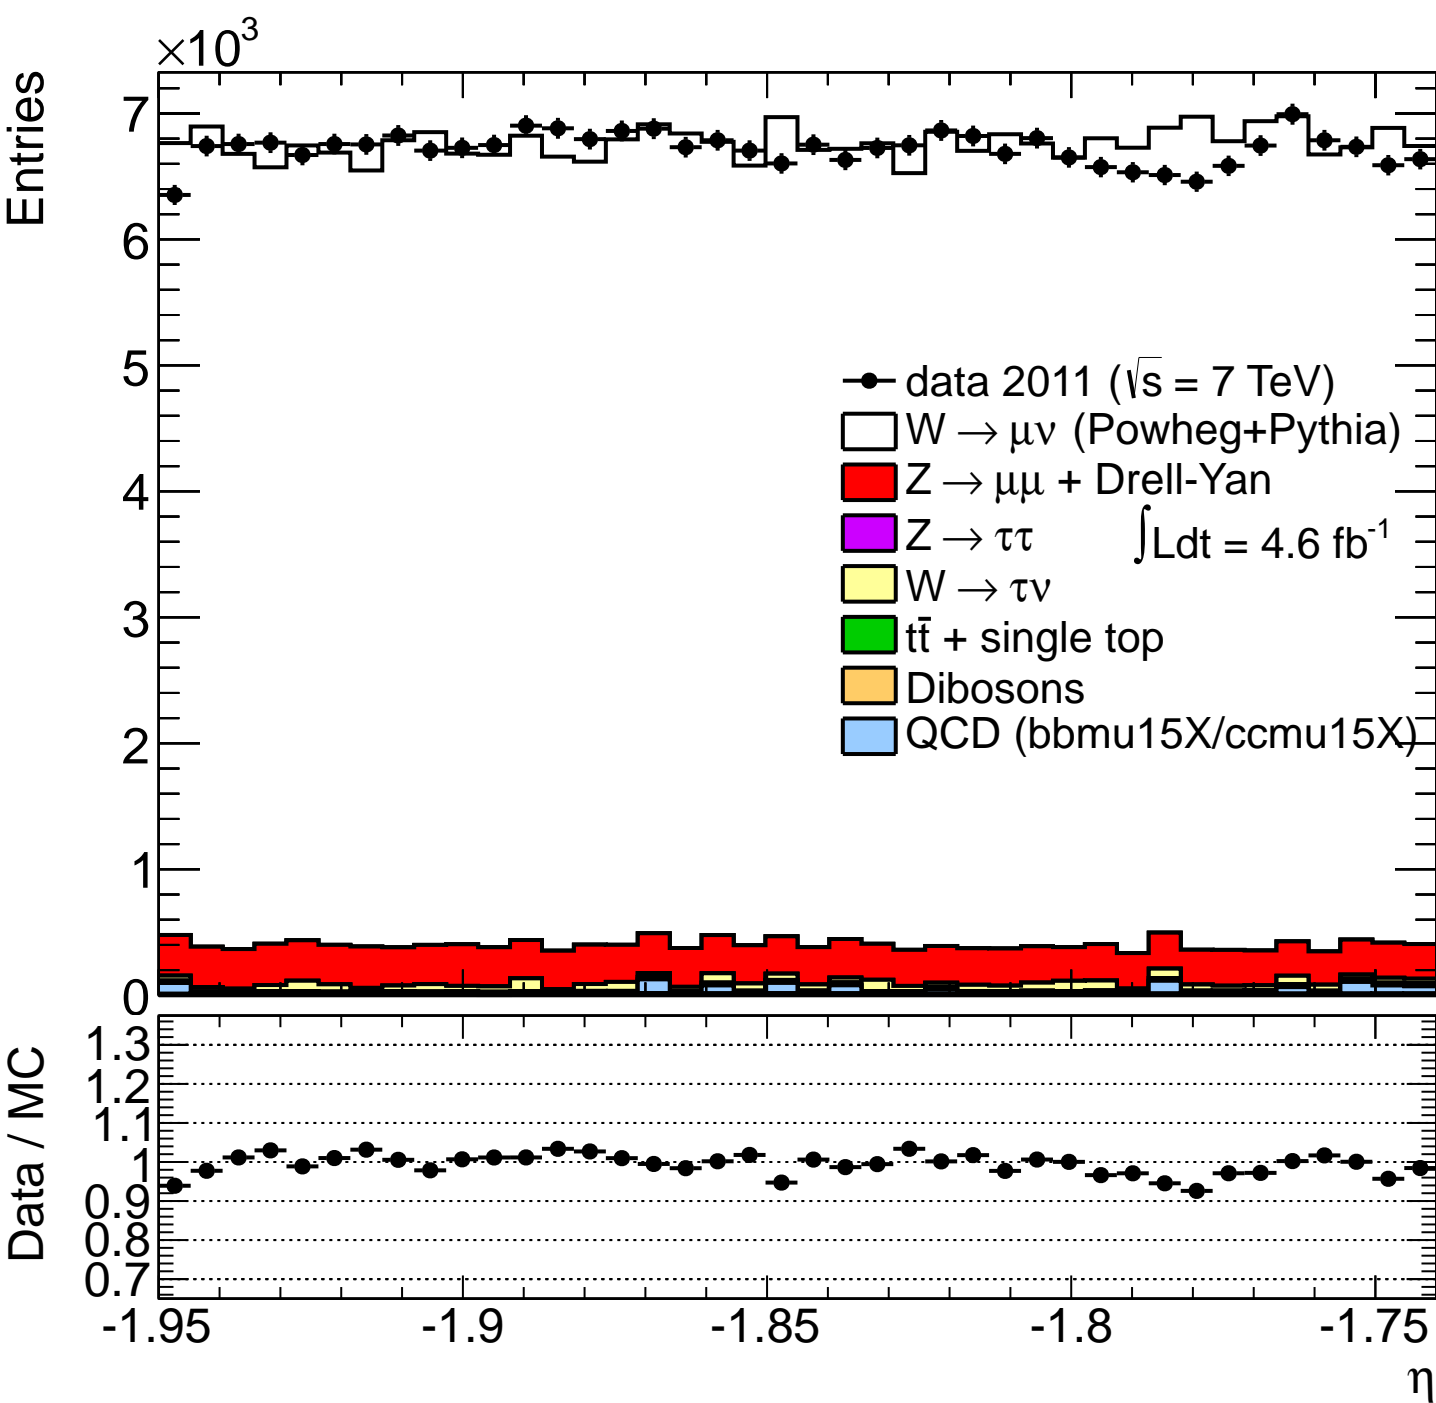 ×10³
Entries
7
6
5
4
3
2
1
0
data 2011 (√s = 7 TeV)
W → μν (Powheg+Pythia)
Z → μμ + Drell-Yan
Z → ττ
∫Ldt = 4.6 fb⁻¹
W → τν
tt̄ + single top
Dibosons
QCD (bbmu15X/ccmu15X)
Data / MC
1.3
1.2
1.1
1
0.9
0.8
0.7
-1.95 -1.9 -1.85 -1.8 -1.75
η